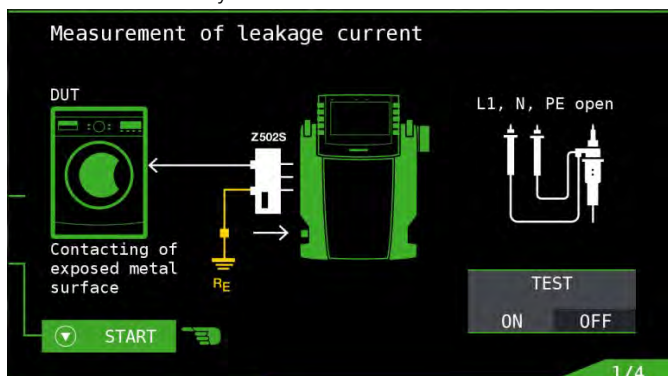 Measurement of leakage current
DUT
L1, N, PE open
Z502S
Contacting of
exposed metal
surface
RE
TEST
ON OFF
START
1/4